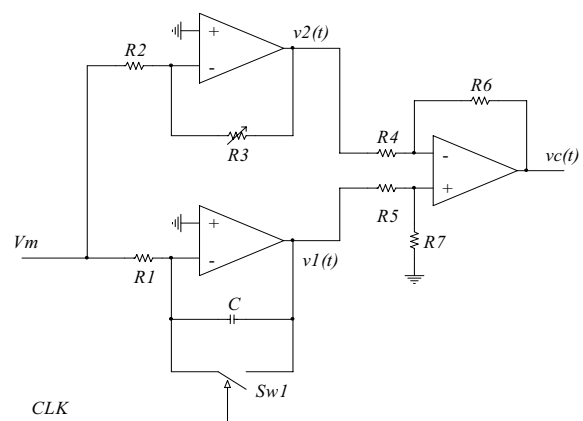 v2(t)
R2
+
-
R3
R6
R4
-
+
vc(t)
R5
R7
+
-
Vm
R1
v1(t)
C
Sw1
CLK